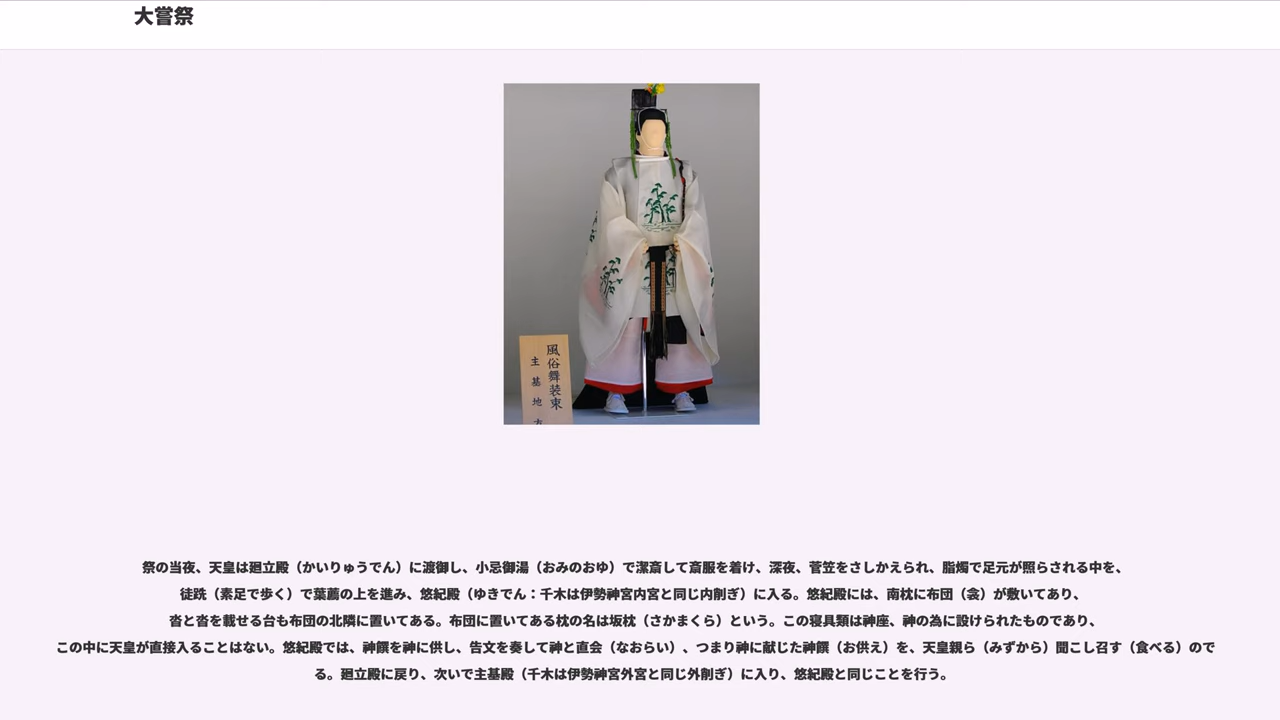 大嘗祭
風俗舞装束
主基地方
祭の当夜、天皇は廻立殿（かいりゅうでん）に渡御し、小忌御湯（おみのおゆ）で潔斎して斎服を着け、深夜、菅笠をさしかえられ、脂燭で足元が照らされる中を、
徒跣（素足で歩く）で葉薦の上を進み、悠紀殿（ゆきでん：千木は伊勢神宮内宮と同じ内削ぎ）に入る。悠紀殿には、南枕に布団（衾）が敷いてあり、
沓と沓を載せる台も布団の北隣に置いてある。布団に置いてある枕の名は坂枕（さかまくら）という。この寝具類は神座、神の為に設けられたものであり、
この中に天皇が直接入ることはない。悠紀殿では、神饌を神に供し、告文を奏して神と直会（なおらい）、つまり神に献じた神饌（お供え）を、天皇親ら（みずから）聞こし召す（食べる）ので
る。廻立殿に戻り、次いで主基殿（千木は伊勢神宮外宮と同じ外削ぎ）に入り、悠紀殿と同じことを行う。